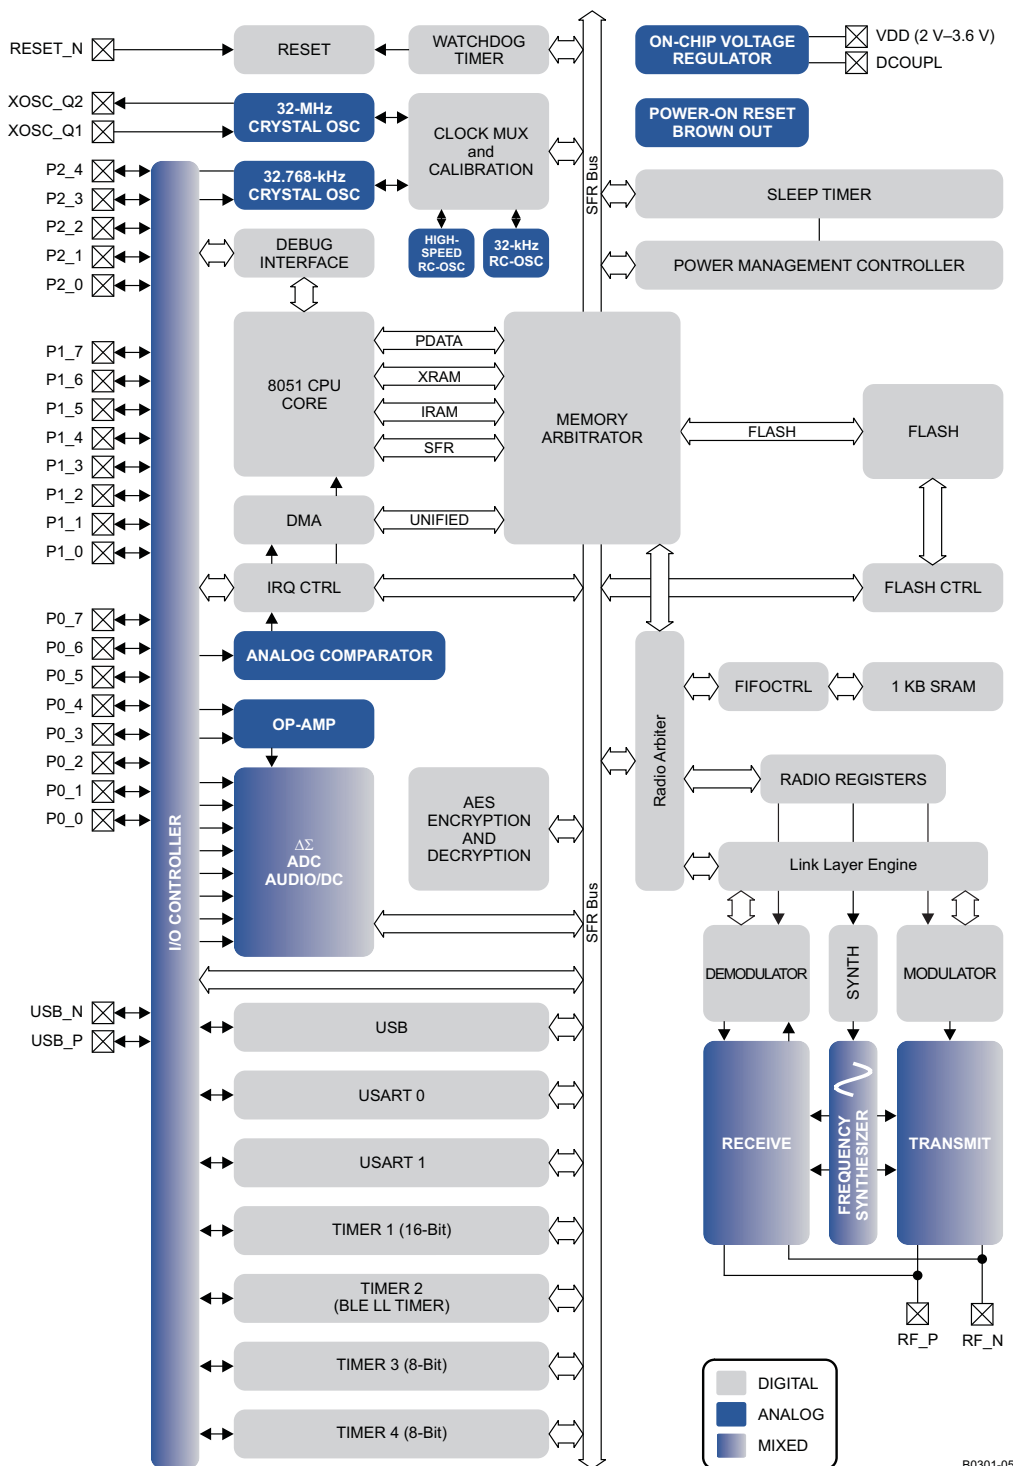 RESET_N
RESET
WATCHDOG
TIMER
ON-CHIP VOLTAGE
REGULATOR
VDD (2 V–3.6 V)
DCOUPL
XOSC_Q2
XOSC_Q1
32-MHz
CRYSTAL OSC
CLOCK MUX
and
CALIBRATION
POWER-ON RESET
BROWN OUT
SFR Bus
P2_4
P2_3
P2_2
P2_1
P2_0
32.768-kHz
CRYSTAL OSC
SLEEP TIMER
HIGH-
SPEED
RC-OSC
32-kHz
RC-OSC
DEBUG
INTERFACE
POWER MANAGEMENT CONTROLLER
P1_7
P1_6
P1_5
P1_4
P1_3
P1_2
P1_1
P1_0
8051 CPU
CORE
PDATA
XRAM
IRAM
SFR
MEMORY
ARBITRATOR
FLASH
FLASH
DMA
UNIFIED
IRQ CTRL
FLASH CTRL
P0_7
P0_6
P0_5
P0_4
P0_3
P0_2
P0_1
P0_0
ANALOG COMPARATOR
OP-AMP
FIFOCTRL
1 KB SRAM
Radio Arbiter
RADIO REGISTERS
ΔΣ
ADC
AUDIO/DC
AES
ENCRYPTION
AND
DECRYPTION
Link Layer Engine
I/O CONTROLLER
SFR Bus
DEMODULATOR
SYNTH
MODULATOR
USB_N
USB_P
USB
USART 0
USART 1
RECEIVE
FREQUENCY
SYNTHESIZER
TRANSMIT
TIMER 1 (16-Bit)
TIMER 2
(BLE LL TIMER)
TIMER 3 (8-Bit)
TIMER 4 (8-Bit)
RF_P
RF_N
DIGITAL
ANALOG
MIXED
B0301-05